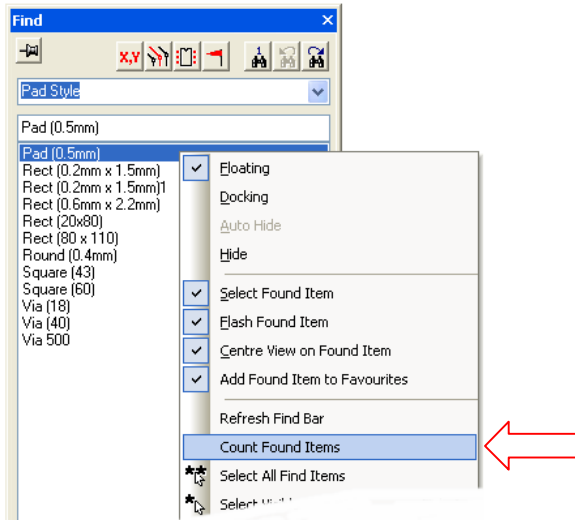 Find
X,Y
1
Pad Style
Pad (0.5mm)
Pad (0.5mm)
Rect (0.2mm x 1.5mm)
Rect (0.2mm x 1.5mm)1
Rect (0.6mm x 2.2mm)
Rect (20x80)
Rect (80 x 110)
Round (0.4mm)
Square (43)
Square (60)
Via (18)
Via (40)
Via 500
Floating
Docking
Auto Hide
Hide
Select Found Item
Flash Found Item
Centre View on Found Item
Add Found Item to Favourites
Refresh Find Bar
Count Found Items
Select All Find Items
Select